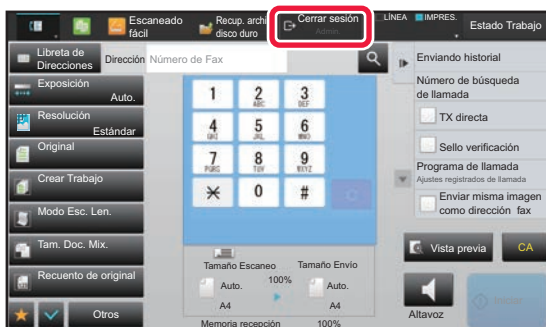 Escaneado
fácil
Recup. archi
disco duro
Cerrar sesión
Admin.
LÍNEA
IMPRES.
Estado Trabajo
Libreta de
Direcciones
Dirección
Número de Fax
Exposición
Auto.
Resolución
Estándar
Original
Crear Trabajo
Modo Esc. Len.
Tam. Doc. Mix.
Recuento de original
Otros
1 2 3
ABC DEF
4 5 6
GHI JKL MNO
7 8 9
PQRS TUV WXYZ
0 #
Tamaño Escaneo
Tamaño Envío
Auto.
100%
Auto.
A4
A4
Memoria recepción 100%
Enviando historial
Número de búsqueda
de llamada
TX directa
Sello verificación
Programa de llamada
Ajustes registrados de llamada
Enviar misma imagen
como dirección fax
Vista previa
CA
Altavoz
Iniciar